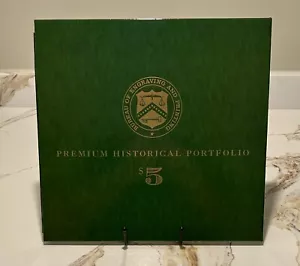 BUREAU OF ENGRAVING AND PRINTING
PREMIUM HISTORICAL PORTFOLIO
$5